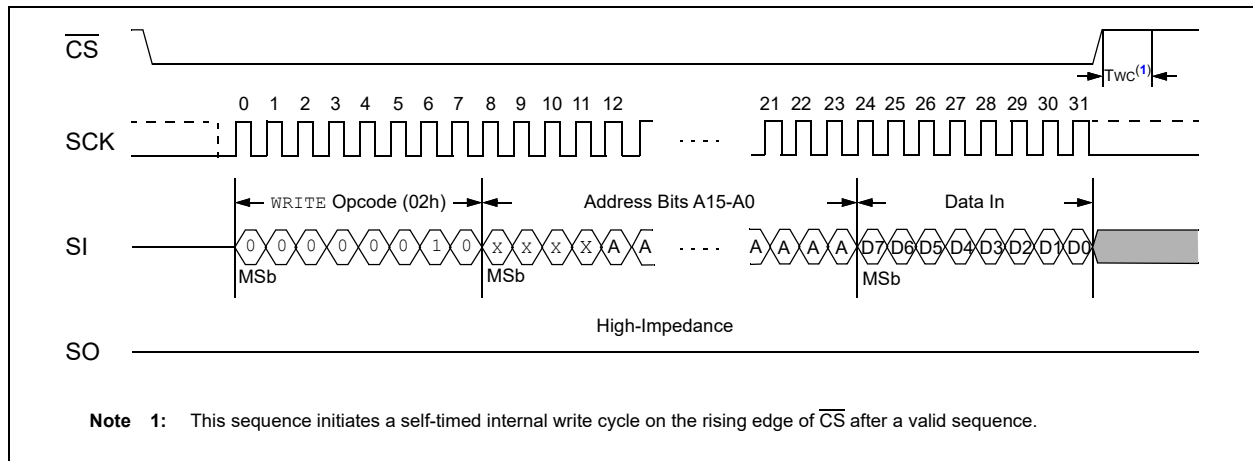 CS
TWC(1)
0 1 2 3 4 5 6 7 8 9 10 11 12 21 22 23 24 25 26 27 28 29 30 31
SCK
WRITE Opcode (02h) Address Bits A15-A0 Data In
SI 0 0 0 0 0 0 1 0 x x x x A A A A A A D7 D6 D5 D4 D3 D2 D1 D0
MSb MSb MSb
High-Impedance
SO
Note 1: This sequence initiates a self-timed internal write cycle on the rising edge of CS after a valid sequence.